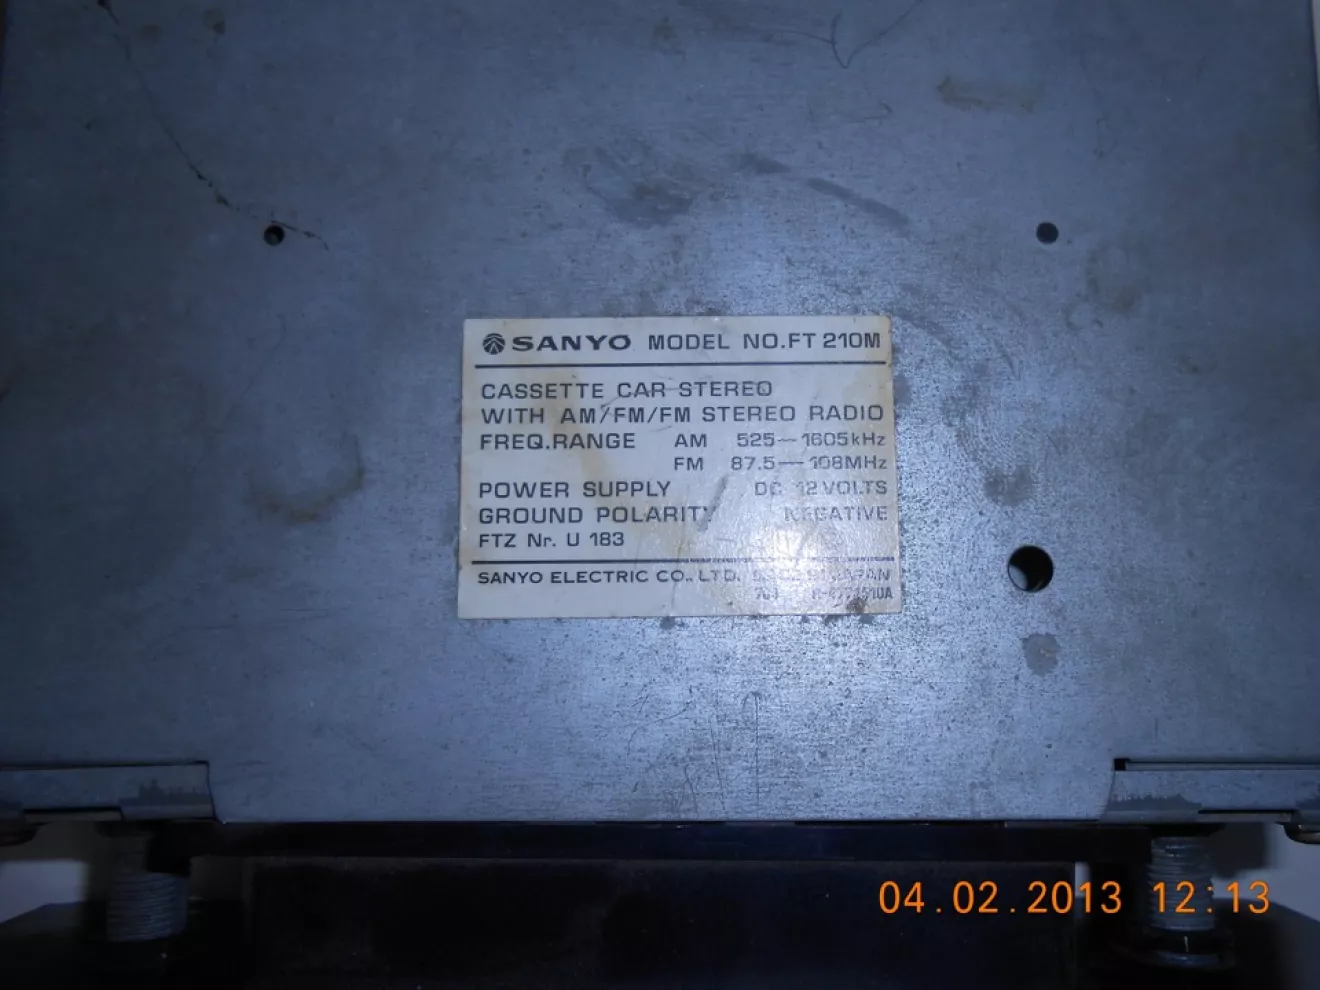 SANYO MODEL NO.FT 210M
CASSETTE CAR STEREO
WITH AM/FM/FM STEREO RADIO
FREQ.RANGE AM 525—1605kHz
FM 87.5—108MHz
POWER SUPPLY DC 12VOLTS
GROUND POLARITY NEGATIVE
FTZ Nr. U 183
SANYO ELECTRIC CO., LTD. JAPAN
04.02.2013 12:13